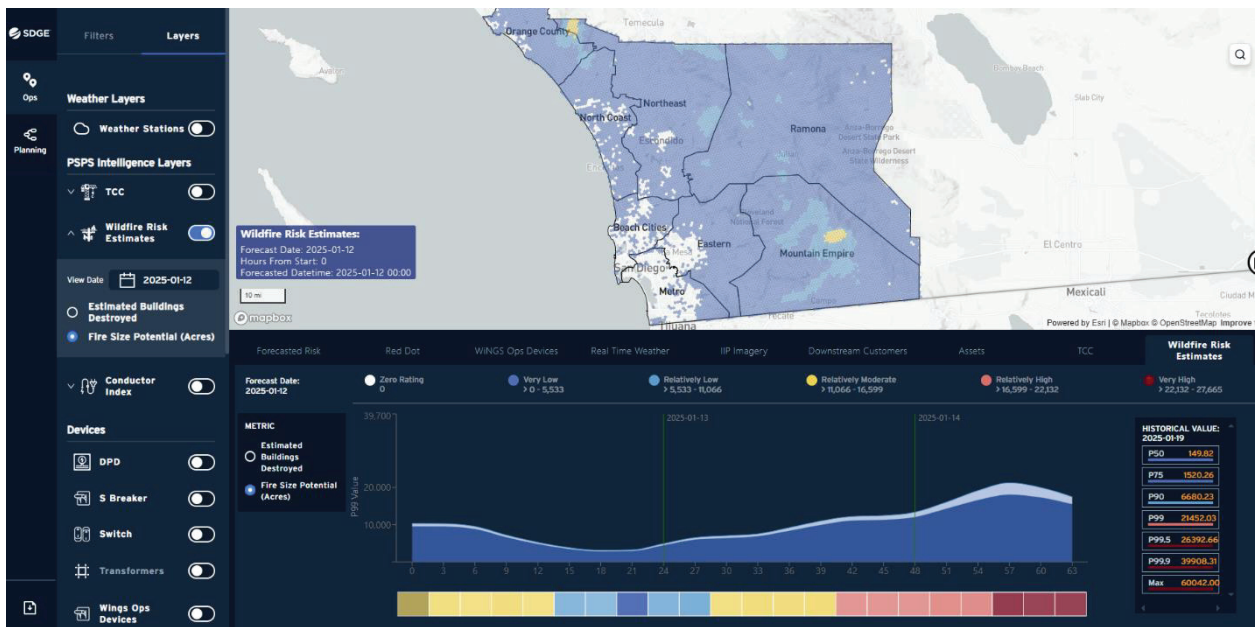 SDGE
Ops
Planning
Filters
Layers
Weather Layers
Weather Stations
PSPS Intelligence Layers
TCC
Wildfire Risk
Estimates
View Date
2025-01-12
Estimated Buildings
Destroyed
Fire Size Potential (Acres)
Conductor
Index
Devices
DPD
S Breaker
Switch
Transformers
Wings Ops
Devices
Temecula
Orange County
Avalon
Bombay Beach
Slab City
Northeast
North Coast
Escondido
Ramona
Anza-Borrego
Desert State Park
Anza-Borrego Desert
State Wilderness
Cleveland
National Forest
Beach Cities
La Mesa
Eastern
Mountain Empire
El Centro
San Diego
Metro
Campo
Tecate
Tijuana
Mexicali
Ciudad M
Tecolotes
Wildfire Risk Estimates:
Forecast Date: 2025-01-12
Hours From Start: 0
Forecasted Datetime: 2025-01-12 00:00
10 mi
mapbox
Powered by Esri | © Mapbox © OpenStreetMap Improve
Forecasted Risk
Red Dot
WiNGS Ops Devices
Real Time Weather
IIP Imagery
Downstream Customers
Assets
TCC
Wildfire Risk
Estimates
Forecast Date:
2025-01-12
Zero Rating
0
Very Low
> 0 - 5,533
Relatively Low
> 5,533 - 11,066
Relatively Moderate
> 11,066 - 16,599
Relatively High
> 16,599 - 22,132
Very High
> 22,132 - 27,665
METRIC
Estimated
Buildings
Destroyed
Fire Size Potential
(Acres)
39,700
20,000
10,000
P99 Value
2025-01-13
2025-01-14
0 3 6 9 12 15 18 21 24 27 30 33 36 39 42 45 48 51 54 57 60 63
HISTORICAL VALUE:
2025-01-19
P50 149.82
P75 1520.26
P90 6680.23
P99 21452.03
P99.5 26392.66
P99.9 39908.31
Max 60042.00